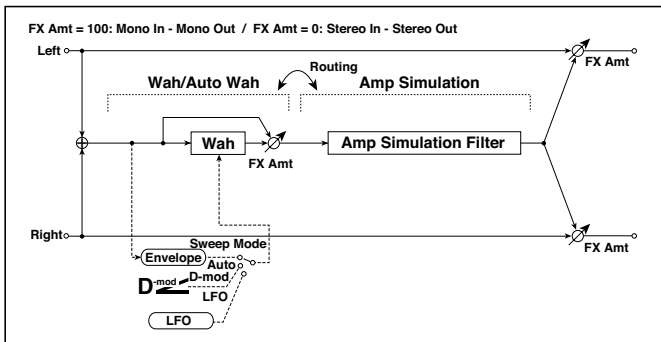 FX Amt = 100: Mono In - Mono Out / FX Amt = 0: Stereo In - Stereo Out
Left
FX Amt
Routing
Wah/Auto Wah
Amp Simulation
Wah
FX Amt
Amp Simulation Filter
Right
FX Amt
Sweep Mode
Envelope
Auto
D-mod
D-mod
LFO
LFO